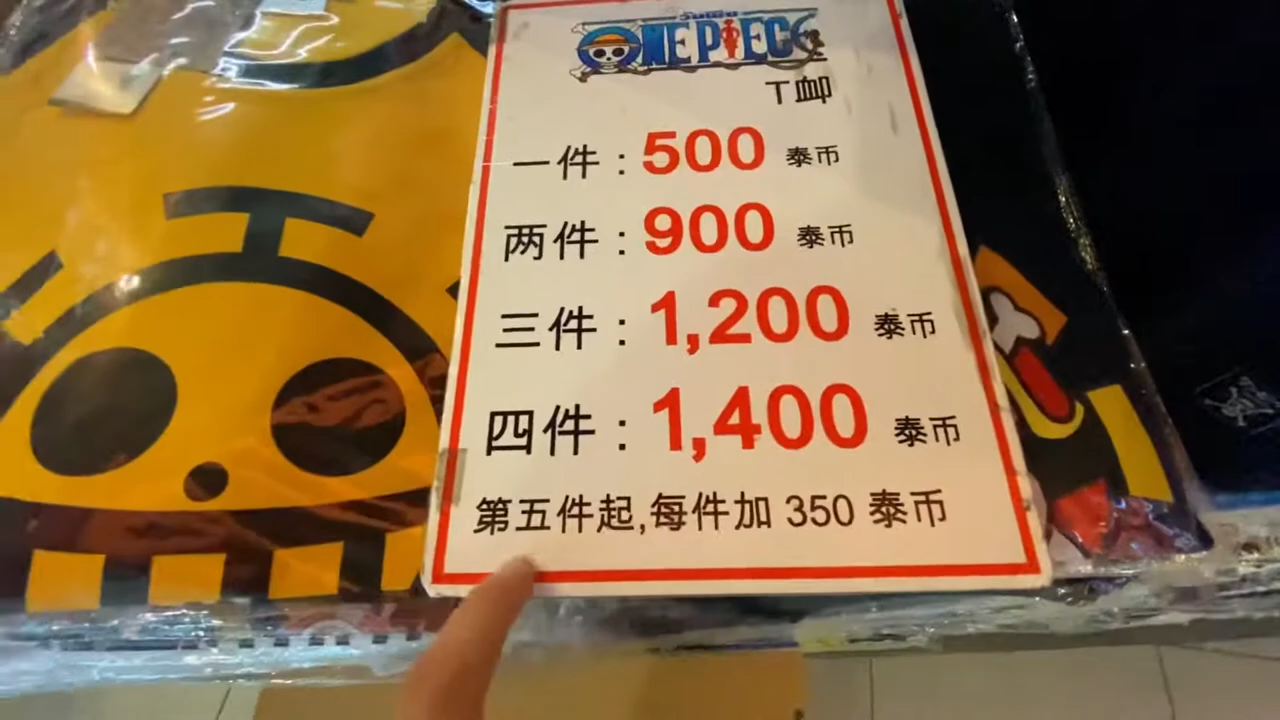 ONE PIECE
T恤
一件 : 500 泰币
两件 : 900 泰币
三件 : 1,200 泰币
四件 : 1,400 泰币
第五件起,每件加 350 泰币